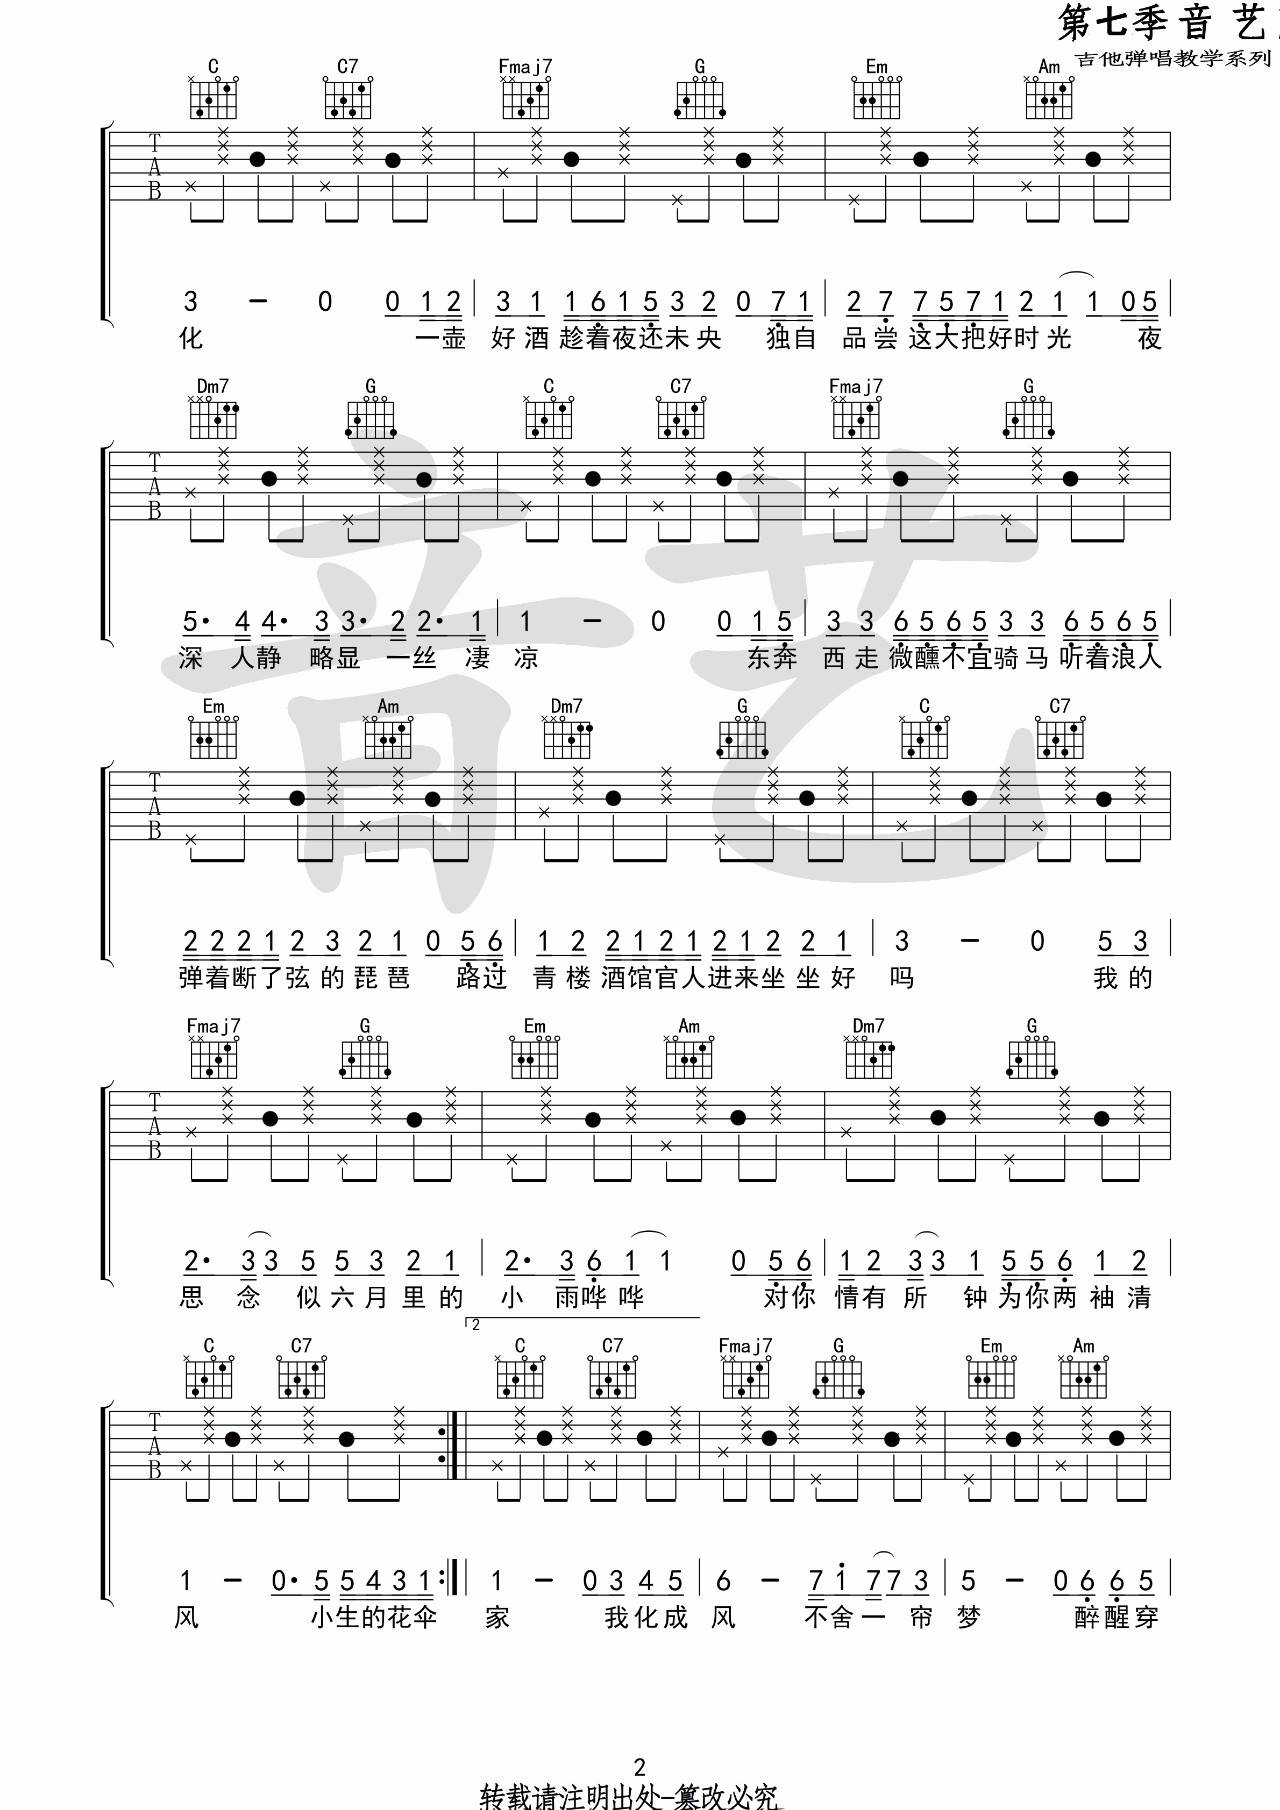 第七季音 艺
吉他弹唱教学系列
C C7 Fmaj7 G Em Am
T
A
B
3 – 0 0 1 2 3 1 1 6 1 5 3 2 0 7 1 2 7 7 5 7 1 2 1 1 0 5
化 一壶 好 酒 趁着夜还未 央 独自 品 尝 这大把好时 光 夜
Dm7 G C C7 Fmaj7 G
T
A
B
5· 4 4· 3 3· 2 2· 1 1 – 0 0 1 5 3 3 6 5 6 5 3 3 6 5 6 5
深 人静 略显 一丝 凄 凉 东奔 西 走 微醺不宜骑 马 听着浪人
Em Am Dm7 G C C7
T
A
B
2 2 2 1 2 3 2 1 0 5 6 1 2 2 1 2 1 2 1 2 2 1 3 – 0 5 3
弹着断了弦 的 琵 琶 路过 青 楼 酒馆官人进来坐 坐 好 吗 我 的
Fmaj7 G Em Am Dm7 G
T
A
B
2· 3 3 5 5 3 2 1 2· 3 6 1 1 0 5 6 1 2 3 3 1 5 5 6 1 2
思 念 似 六 月 里 的 小 雨哗 哗 对你 情有 所 钟 为你两 袖 清
2
C C7 C C7 Fmaj7 G Em Am
T
A
B
1 – 0· 5 5 4 3 1 1 – 0 3 4 5 6 – 7 1 7 7 3 5 – 0 6 6 5
风 小生的花伞 家 我化成 风 不舍一 帘 梦 醉醒穿
音艺
2
转载请注明出处-篡改必究